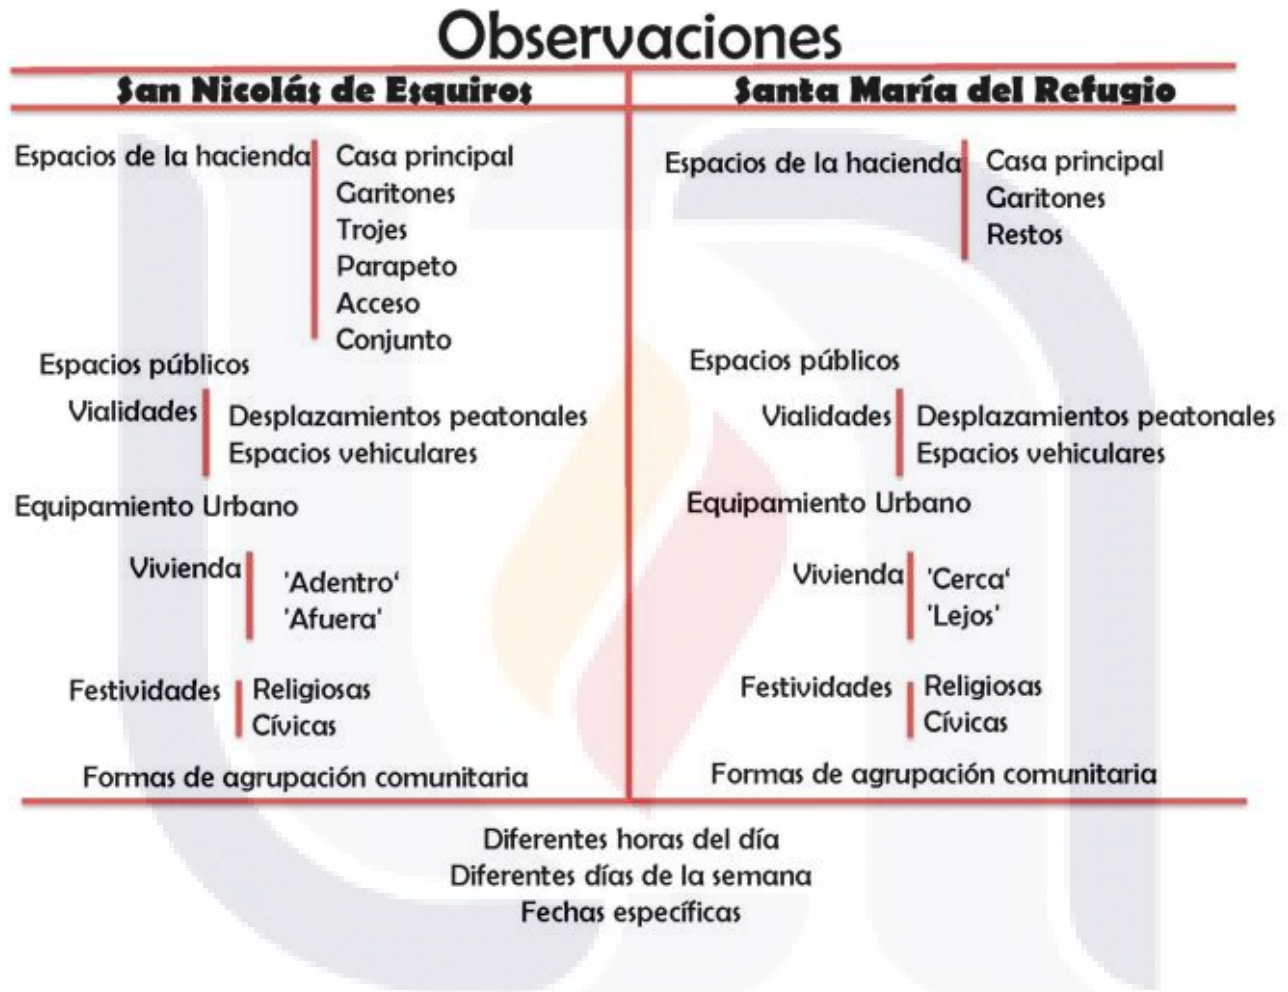 Observaciones
San Nicolás de Esquiros
Espacios de la hacienda
Casa principal
Garitones
Trojes
Parapeto
Acceso
Conjunto
Espacios públicos
Vialidades
Desplazamientos peatonales
Espacios vehiculares
Equipamiento Urbano
Vivienda
'Adentro‘
'Afuera'
Festividades
Religiosas
Cívicas
Formas de agrupación comunitaria
Santa María del Refugio
Espacios de la hacienda
Casa principal
Garitones
Restos
Espacios públicos
Vialidades
Desplazamientos peatonales
Espacios vehiculares
Equipamiento Urbano
Vivienda
'Cerca‘
'Lejos'
Festividades
Religiosas
Cívicas
Formas de agrupación comunitaria
Diferentes horas del día
Diferentes días de la semana
Fechas específicas